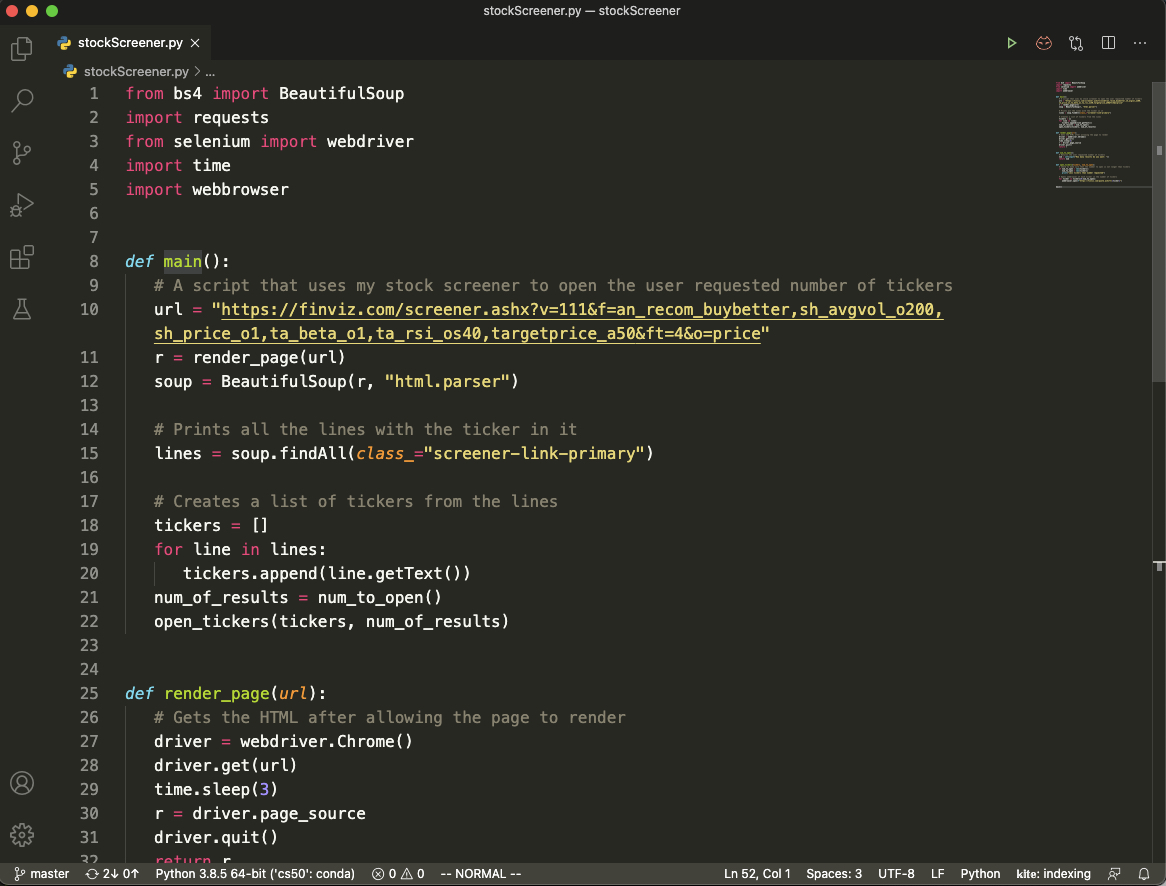 stockScreener.py — stockScreener
stockScreener.py
stockScreener.py > ...
1 from bs4 import BeautifulSoup
2 import requests
3 from selenium import webdriver
4 import time
5 import webbrowser
6
7
8 def main():
9 # A script that uses my stock screener to open the user requested number of tickers
10 url = "https://finviz.com/screener.ashx?v=111&f=an_recom_buybetter,sh_avgvol_o200,
sh_price_o1,ta_beta_o1,ta_rsi_os40,targetprice_a50&ft=4&o=price"
11 r = render_page(url)
12 soup = BeautifulSoup(r, "html.parser")
13
14 # Prints all the lines with the ticker in it
15 lines = soup.findAll(class_="screener-link-primary")
16
17 # Creates a list of tickers from the lines
18 tickers = []
19 for line in lines:
20 tickers.append(line.getText())
21 num_of_results = num_to_open()
22 open_tickers(tickers, num_of_results)
23
24
25 def render_page(url):
26 # Gets the HTML after allowing the page to render
27 driver = webdriver.Chrome()
28 driver.get(url)
29 time.sleep(3)
30 r = driver.page_source
31 driver.quit()
32 return r
master 2↓ 0↑ Python 3.8.5 64-bit ('cs50': conda) 0 0 -- NORMAL -- Ln 52, Col 1 Spaces: 3 UTF-8 LF Python kite: indexing